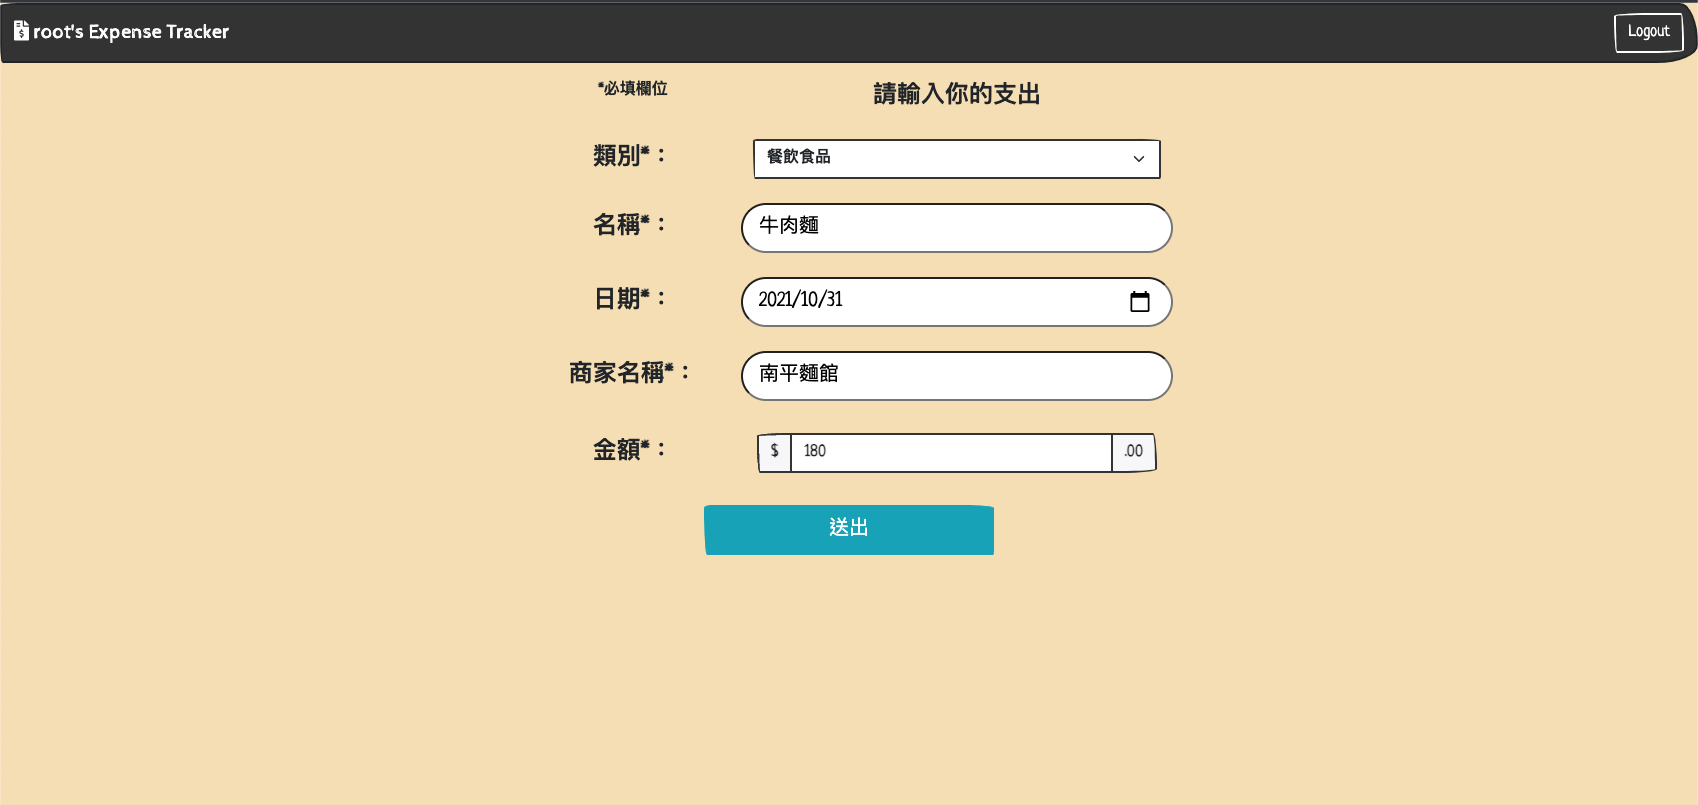 root's Expense Tracker
Logout
*必填欄位
請輸入你的支出
類別*：
餐飲食品
名稱*：
牛肉麵
日期*：
2021/10/31
商家名稱*：
南平麵館
金額*：
$ 180 .00
送出